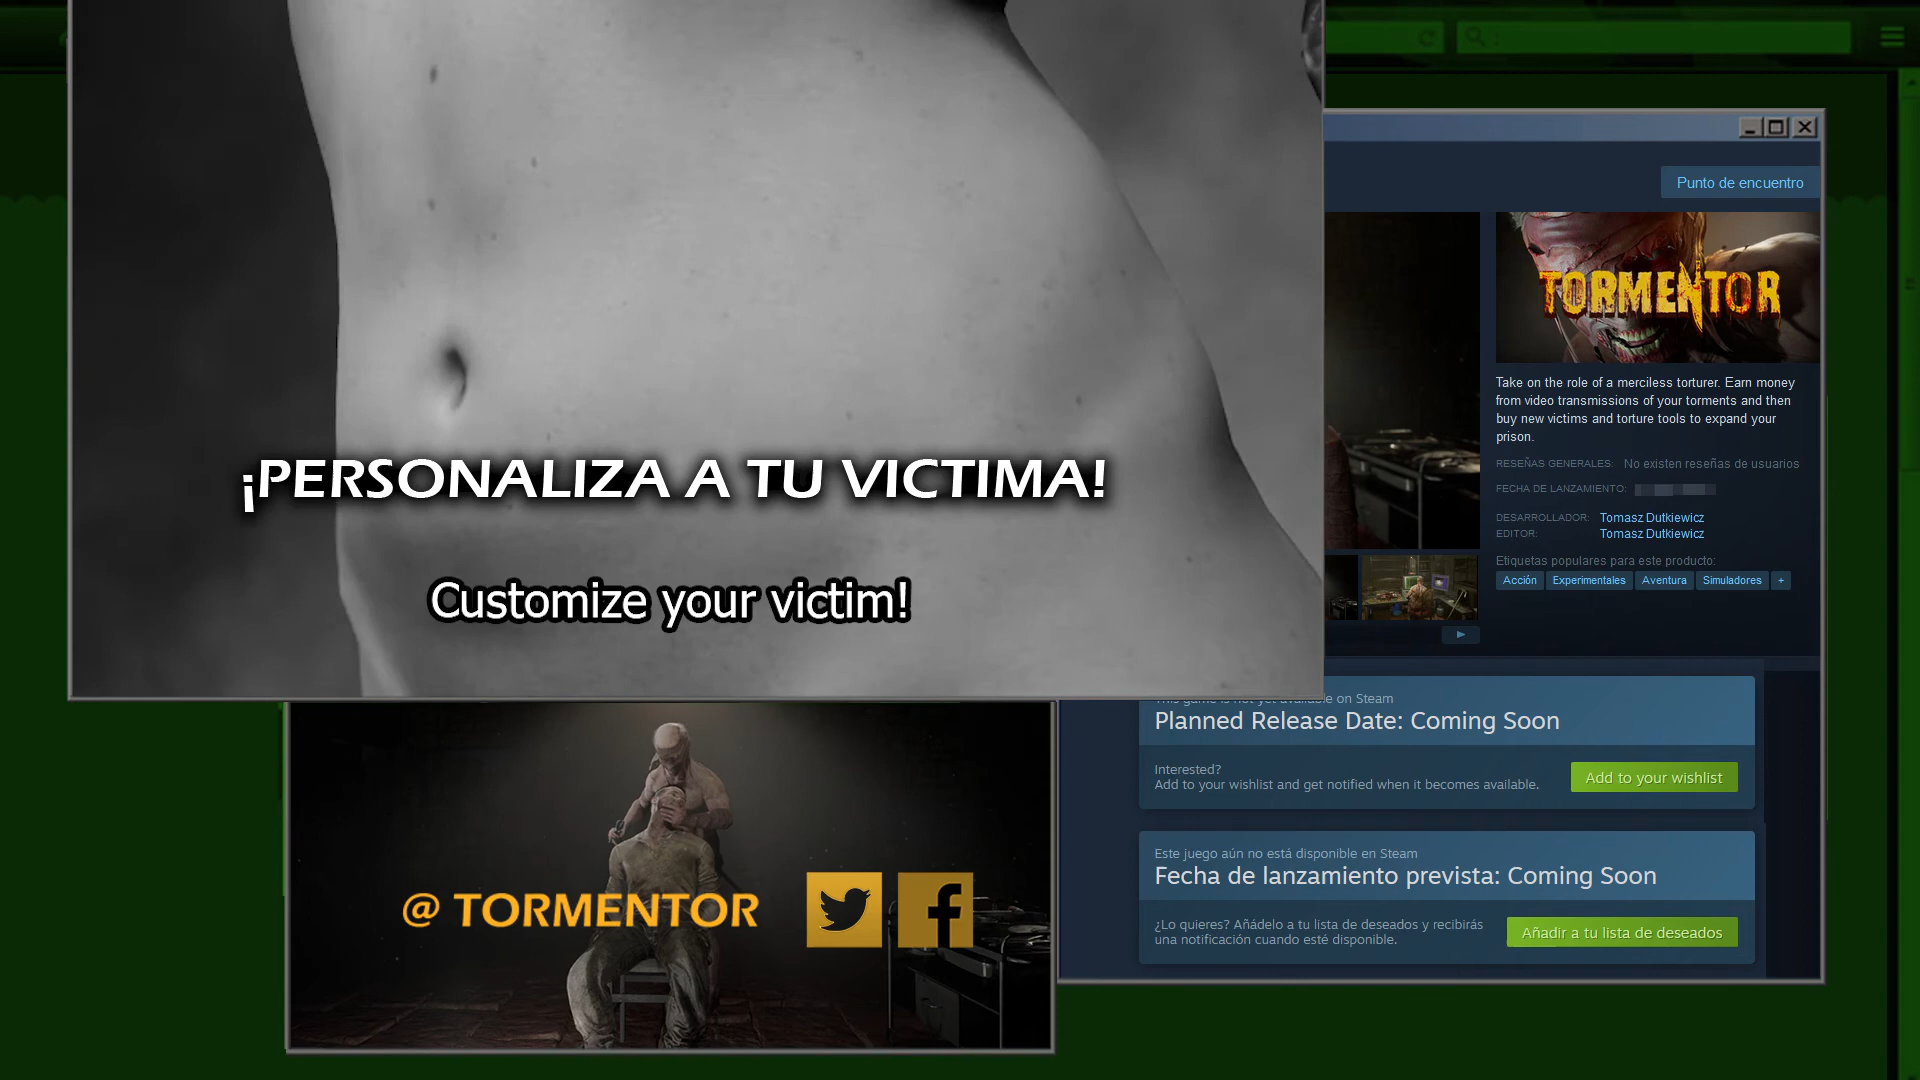 ¡PERSONALIZA A TU VICTIMA!
Customize your victim!
Punto de encuentro
TORMENTOR
Take on the role of a merciless torturer. Earn money
from video transmissions of your torments and then
buy new victims and torture tools to expand your
prison.
RESEÑAS GENERALES: No existen reseñas de usuarios
FECHA DE LANZAMIENTO:
DESARROLLADOR: Tomasz Dutkiewicz
EDITOR: Tomasz Dutkiewicz
Etiquetas populares para este producto:
Acción Experimentales Aventura Simuladores +
This game is not yet available on Steam
Planned Release Date: Coming Soon
Interested?
Add to your wishlist and get notified when it becomes available.
Add to your wishlist
Este juego aún no está disponible en Steam
Fecha de lanzamiento prevista: Coming Soon
¿Lo quieres? Añádelo a tu lista de deseados y recibirás
una notificación cuando esté disponible.
Añadir a tu lista de deseados
@ TORMENTOR